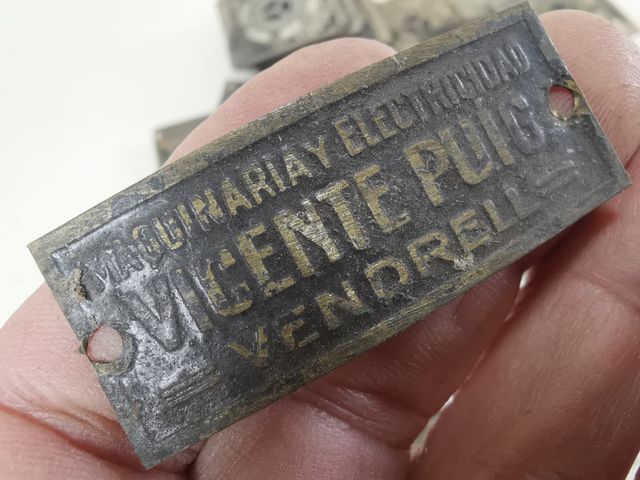 MAQUINARIA Y ELECTRICIDAD
VICENTE PUIG
VENDRELL